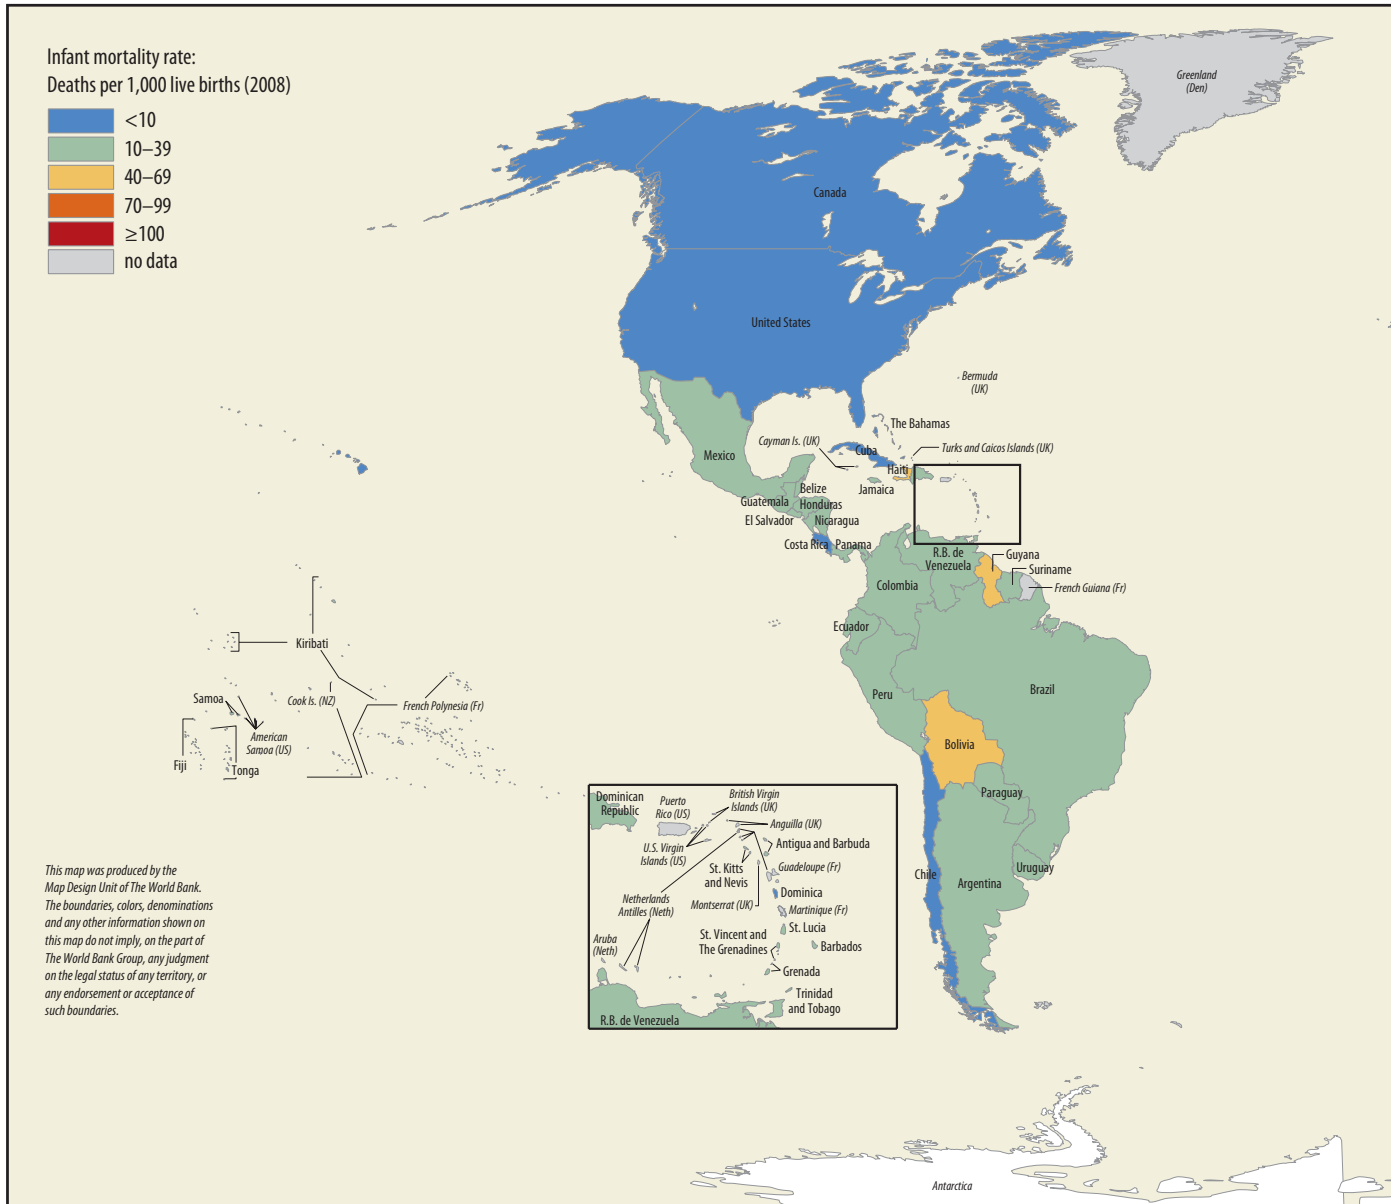 Infant mortality rate:
Deaths per 1,000 live births (2008)
<10
10–39
40–69
70–99
≥100
no data
Greenland
(Den)
Canada
United States
Bermuda
(UK)
The Bahamas
Cayman Is. (UK)
Cuba
Turks and Caicos Islands (UK)
Mexico
Haiti
Belize
Jamaica
Guatemala
Honduras
El Salvador
Nicaragua
Costa Rica
Panama
R.B. de
Venezuela
Guyana
Suriname
French Guiana (Fr)
Colombia
Ecuador
Kiribati
Peru
Brazil
Samoa
Cook Is. (NZ)
French Polynesia (Fr)
American
Samoa (US)
Fiji
Tonga
Bolivia
Paraguay
Uruguay
Chile
Argentina
Dominican
Republic
Puerto
Rico (US)
British Virgin
Islands (UK)
Anguilla (UK)
U.S. Virgin
Islands (US)
Antigua and Barbuda
St. Kitts
and Nevis
Guadeloupe (Fr)
Netherlands
Antilles (Neth)
Montserrat (UK)
Dominica
Martinique (Fr)
St. Lucia
Aruba
(Neth)
St. Vincent and
The Grenadines
Barbados
Grenada
Trinidad
and Tobago
R.B. de Venezuela
This map was produced by the
Map Design Unit of The World Bank.
The boundaries, colors, denominations
and any other information shown on
this map do not imply, on the part of
The World Bank Group, any judgment
on the legal status of any territory, or
any endorsement or acceptance of
such boundaries.
Antarctica